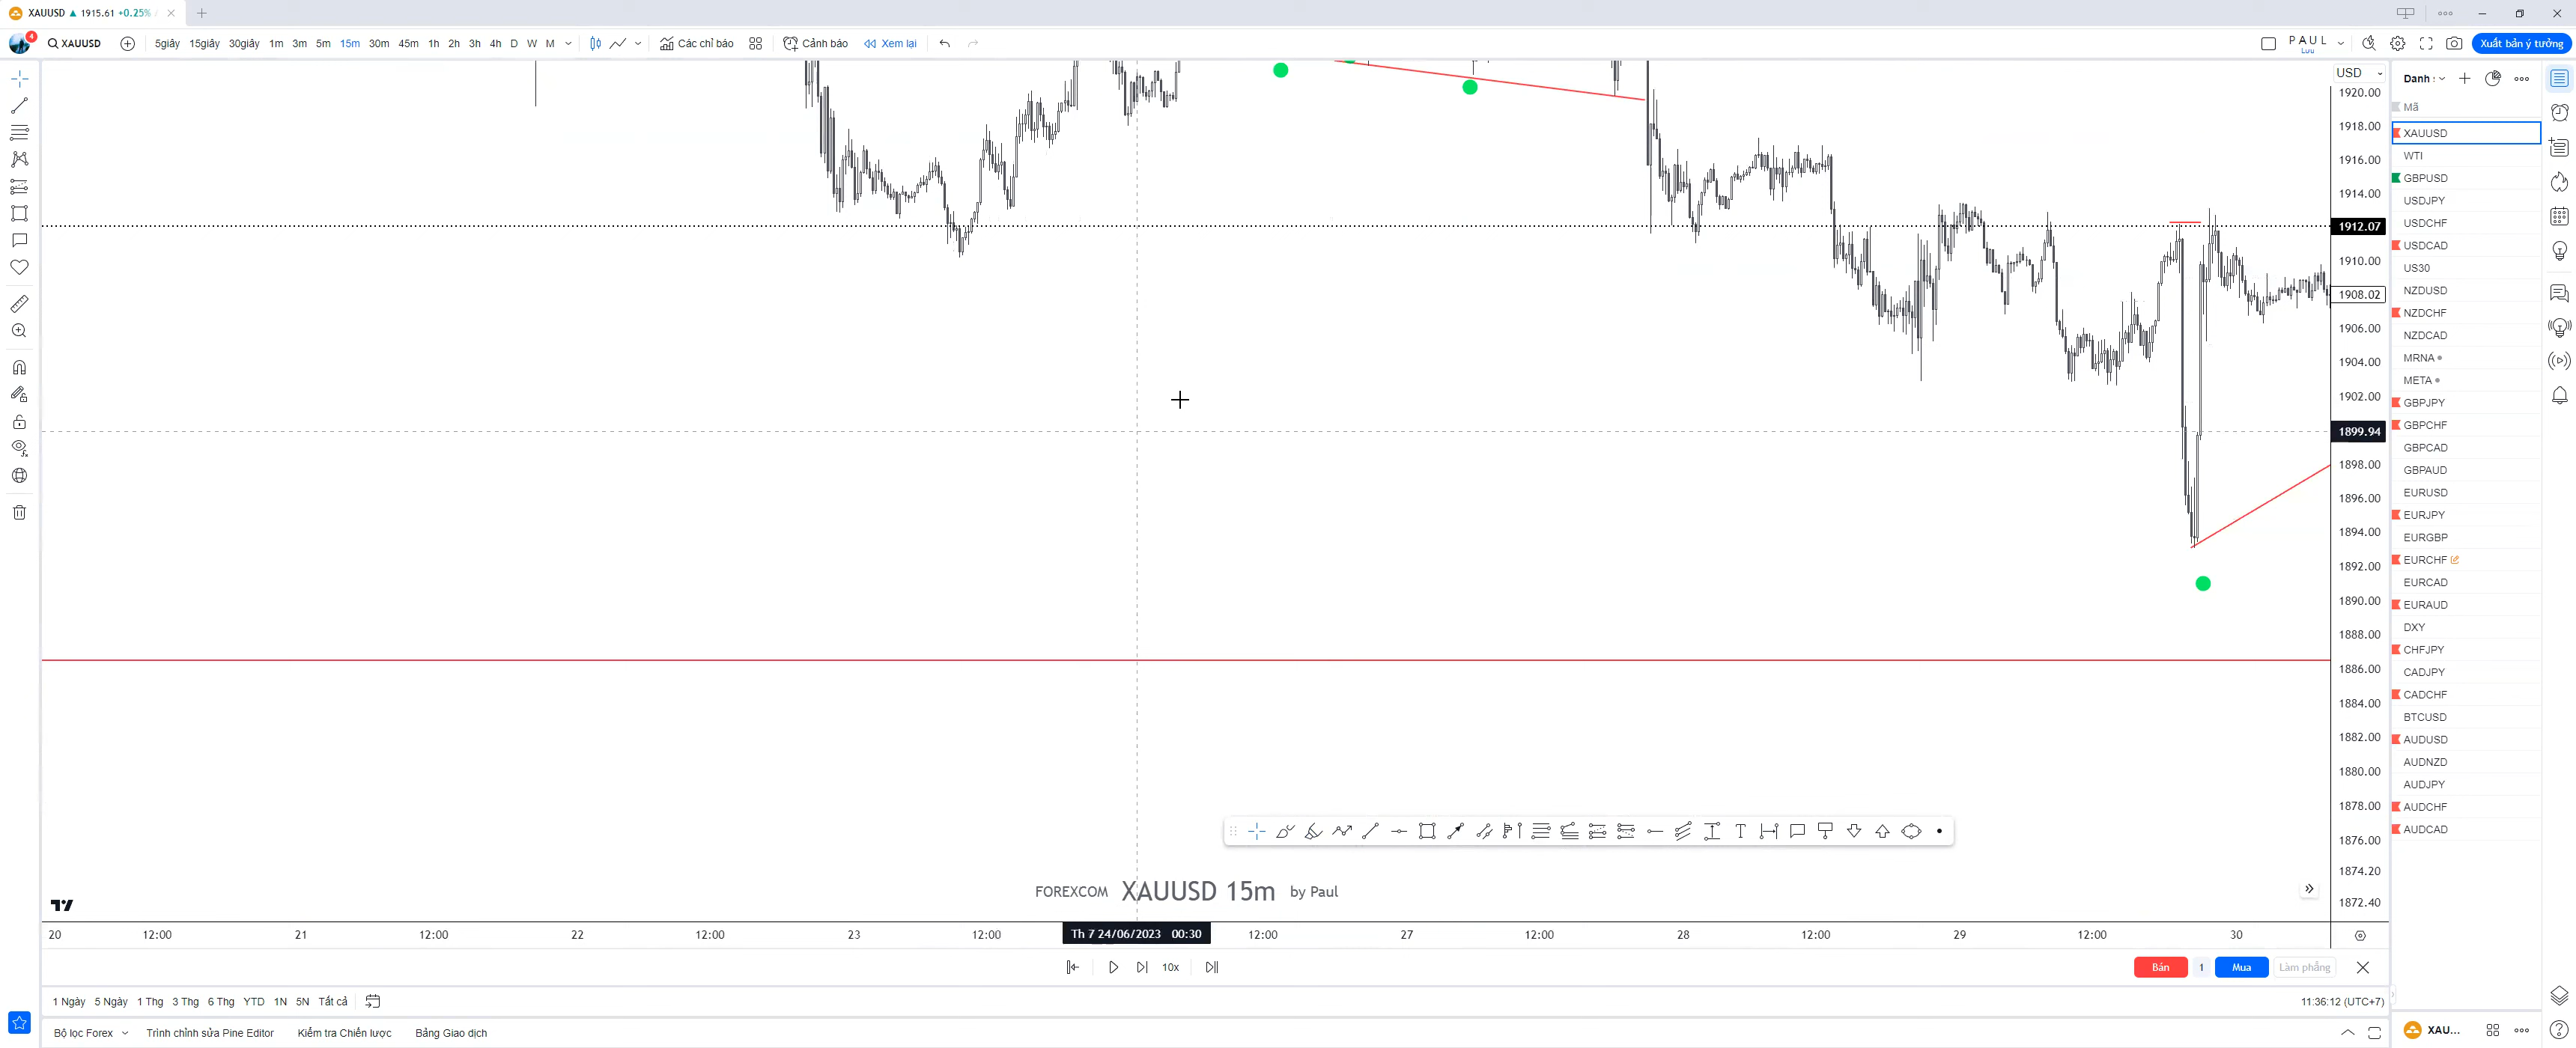 XAUUSD ▲ 1915.61 +0.25% /
4 XAUUSD 5giây 15giây 30giây 1m 3m 5m 15m 30m 45m 1h 2h 3h 4h D W M Các chỉ báo Cảnh báo Xem lại PAUL Lưu Xuất bản ý tưởng
USD
1920.00
1918.00
1916.00
1914.00
1912.07
1910.00
1908.02
1906.00
1904.00
1902.00
1899.94
1898.00
1896.00
1894.00
1892.00
1890.00
1888.00
1886.00
1884.00
1882.00
1880.00
1878.00
1876.00
1874.20
1872.40
Danh :
Mã
XAUUSD
WTI
GBPUSD
USDJPY
USDCHF
USDCAD
US30
NZDUSD
NZDCHF
NZDCAD
MRNA
META
GBPJPY
GBPCHF
GBPCAD
GBPAUD
EURUSD
EURJPY
EURGBP
EURCHF
EURCAD
EURAUD
DXY
CHFJPY
CADJPY
CADCHF
BTCUSD
AUDUSD
AUDNZD
AUDJPY
AUDCHF
AUDCAD
FOREXCOM XAUUSD 15m by Paul
20 12:00 21 12:00 22 12:00 23 12:00 Th 7 24/06/2023 00:30 12:00 27 12:00 28 12:00 29 12:00 30
10x Bán 1 Mua Làm phẳng
1 Ngày 5 Ngày 1 Thg 3 Thg 6 Thg YTD 1N 5N Tất cả 11:36:12 (UTC+7)
Bộ lọc Forex Trình chỉnh sửa Pine Editor Kiểm tra Chiến lược Bảng Giao dịch XAU...